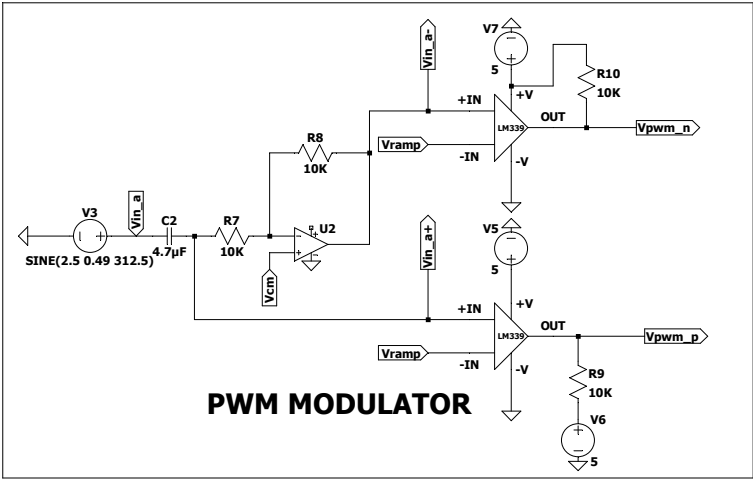 V7
Vin_a-
5
+V
R10
10K
+IN
OUT
LM339
Vpwm_n
Vramp
-IN
-V
R8
10K
V3
Vin_a
C2
4.7µF
R7
10K
U2
SINE(2.5 0.49 312.5)
Vcm
Vin_a+
V5
5
+V
+IN
OUT
LM339
Vpwm_p
Vramp
-IN
-V
R9
10K
V6
5
PWM MODULATOR